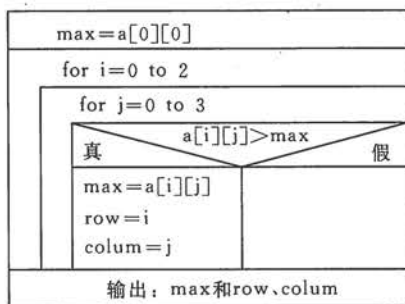 max=a[0][0]
for i=0 to 2
for j=0 to 3
a[i][j]>max
真
假
max=a[i][j]
row=i
colum=j
输出：max和row、colum